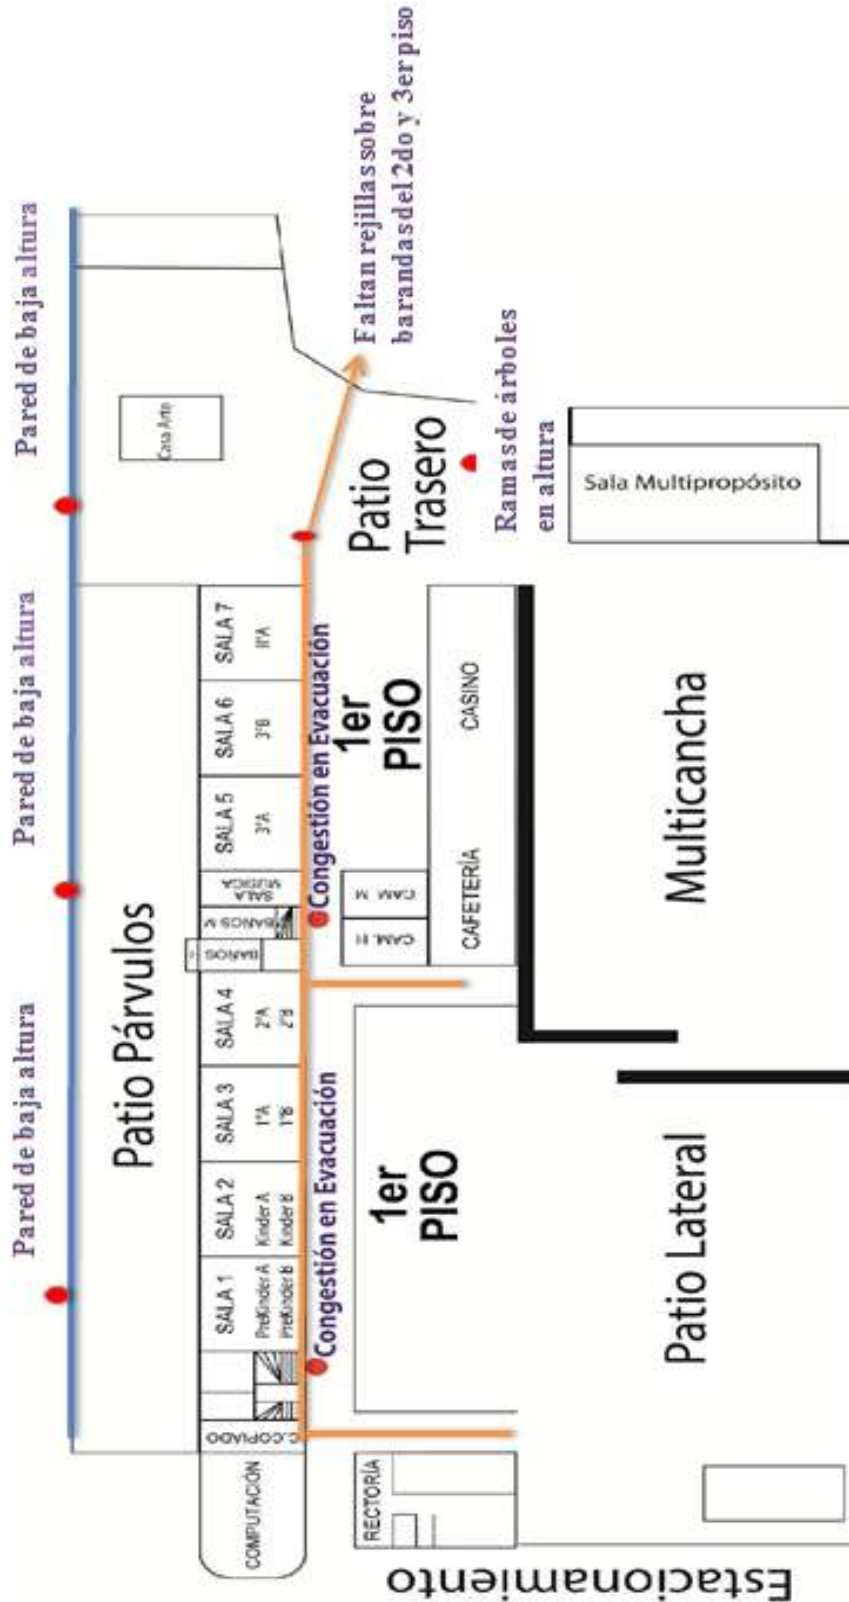 Pared de baja altura
Pared de baja altura
Pared de baja altura
Faltan rejillas sobre
barandas del 2do y 3er piso
Ramas de árboles
en altura
Casa Arte
Patio
Trasero
Sala Multipropósito
Patio Párvulos
SALA 1
PreKinder A
PreKinder B
SALA 2
Kinder A
Kinder B
SALA 3
1°A
1°B
SALA 4
2°A
2°B
BAÑOS
BAÑOS M
SALA
MUSICA
SALA 5
3°A
SALA 6
3°B
SALA 7
II°A
C.COPIADO
COMPUTACIÓN
Congestión en Evacuación
Congestión en Evacuación
1er
PISO
1er
PISO
CAM. H
CAM. M
CAFETERÍA
CASINO
RECTORÍA
Patio Lateral
Multicancha
Estacionamiento